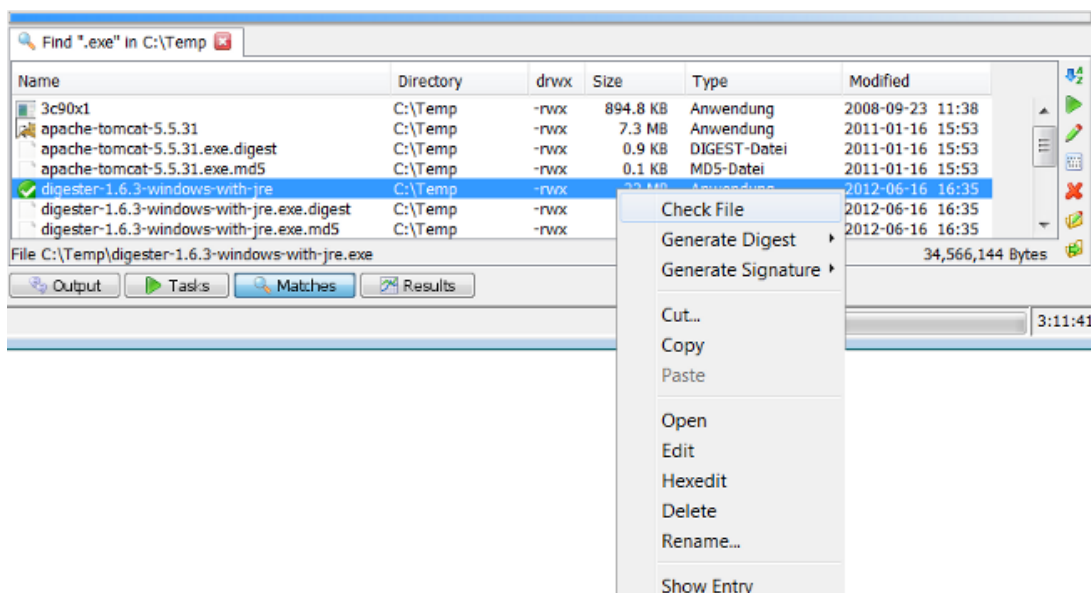 Find ".exe" in C:\Temp
Name Directory drwx Size Type Modified
3c90x1 C:\Temp -rwx 894.8 KB Anwendung 2008-09-23 11:38
apache-tomcat-5.5.31 C:\Temp -rwx 7.3 MB Anwendung 2011-01-16 15:53
apache-tomcat-5.5.31.exe.digest C:\Temp -rwx 0.9 KB DIGEST-Datei 2011-01-16 15:53
apache-tomcat-5.5.31.exe.md5 C:\Temp -rwx 0.1 KB MD5-Datei 2011-01-16 15:53
digester-1.6.3-windows-with-jre C:\Temp -rwx MB Anwendung 2012-06-16 16:35
digester-1.6.3-windows-with-jre.exe.digest C:\Temp -rwx 2012-06-16 16:35
digester-1.6.3-windows-with-jre.exe.md5 C:\Temp -rwx 2012-06-16 16:35
File C:\Temp\digester-1.6.3-windows-with-jre.exe 34,566,144 Bytes
Output Tasks Matches Results
3:11:41
Check File
Generate Digest
Generate Signature
Cut...
Copy
Paste
Open
Edit
Hexedit
Delete
Rename...
Show Entry